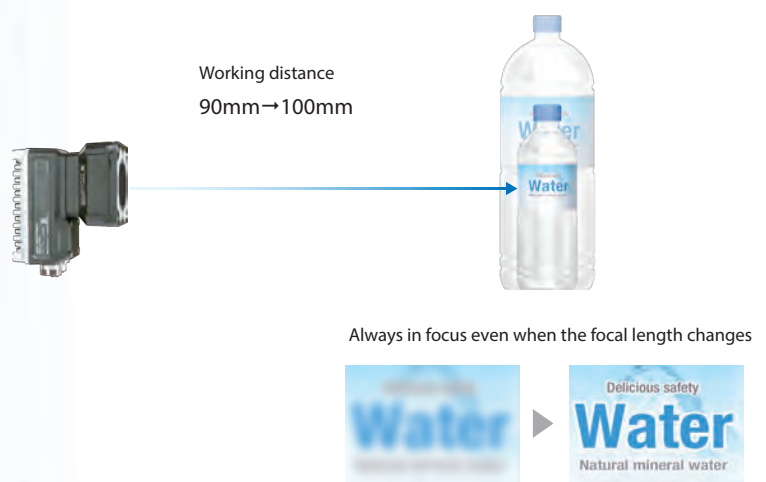 Working distance
90mm→100mm
Water
Always in focus even when the focal length changes
Water
Delicious safety
Water
Natural mineral water